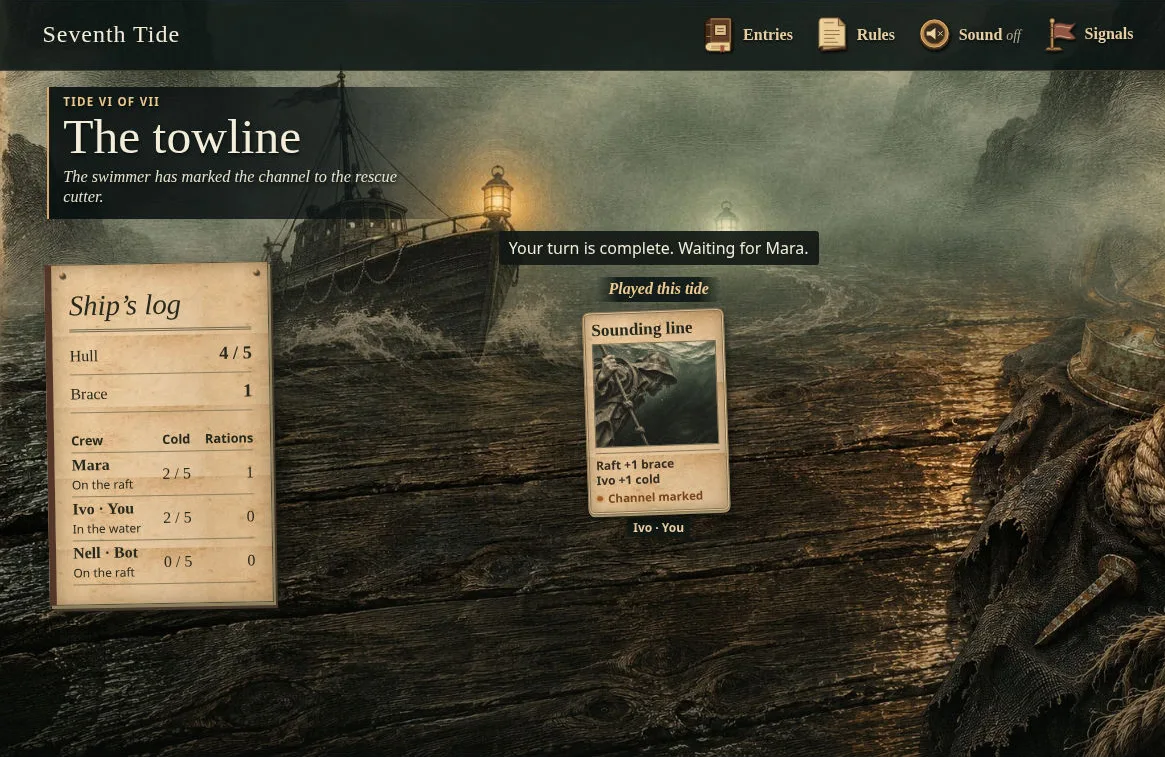 Seventh Tide
Entries
Rules
Sound off
Signals
TIDE VI OF VII
The towline
The swimmer has marked the channel to the rescue
cutter.
Your turn is complete. Waiting for Mara.
Played this tide
Ship’s log
Hull 4 / 5
Brace 1
Crew Cold Rations
Mara 2 / 5 1
On the raft
Ivo · You 2 / 5 0
In the water
Nell · Bot 0 / 5 0
On the raft
Sounding line
Raft +1 brace
Ivo +1 cold
Channel marked
Ivo · You